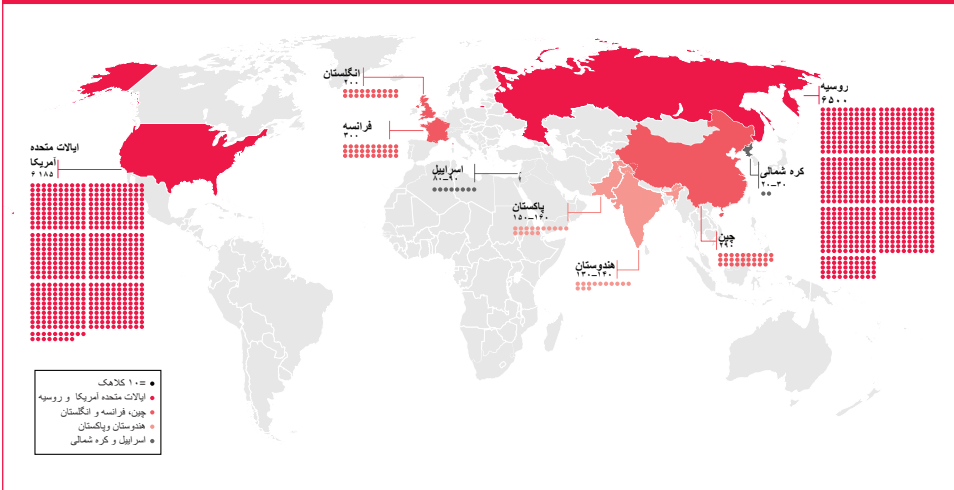 انگلستان
۲۰۰
فرانسه
۳۰۰
ایالات متحده
آمریکا
۶ ۱۸۵
اسراییل
۸۰-۹۰
پاکستان
۱۵۰-۱۶۰
هندوستان
۱۳۰-۱۴۰
روسیه
۶۵۰۰
کره شمالی
۲۰-۳۰
چین
۲۹۰
=۱۰ کلاهک
ایالات متحده آمریکا و روسیه
چین، فرانسه و انگلستان
هندوستان وپاکستان
اسراییل و کره شمالی